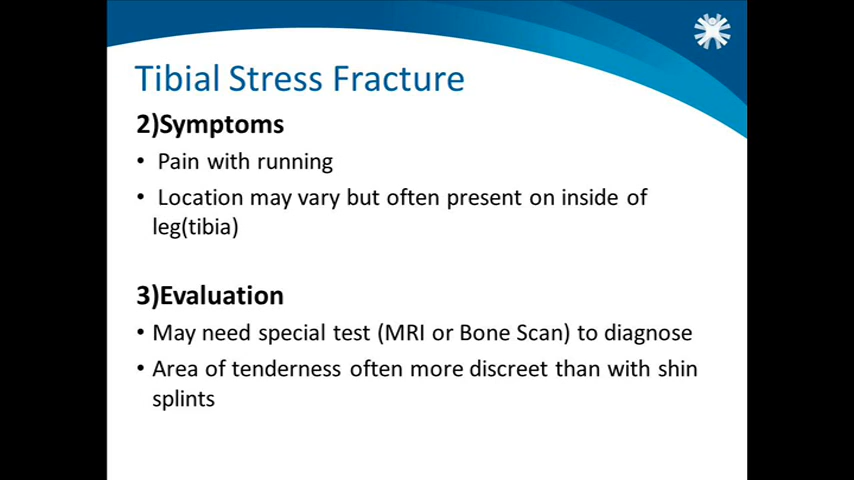 Tibial Stress Fracture
2)Symptoms
• Pain with running
• Location may vary but often present on inside of
leg(tibia)
3)Evaluation
• May need special test (MRI or Bone Scan) to diagnose
• Area of tenderness often more discreet than with shin
splints